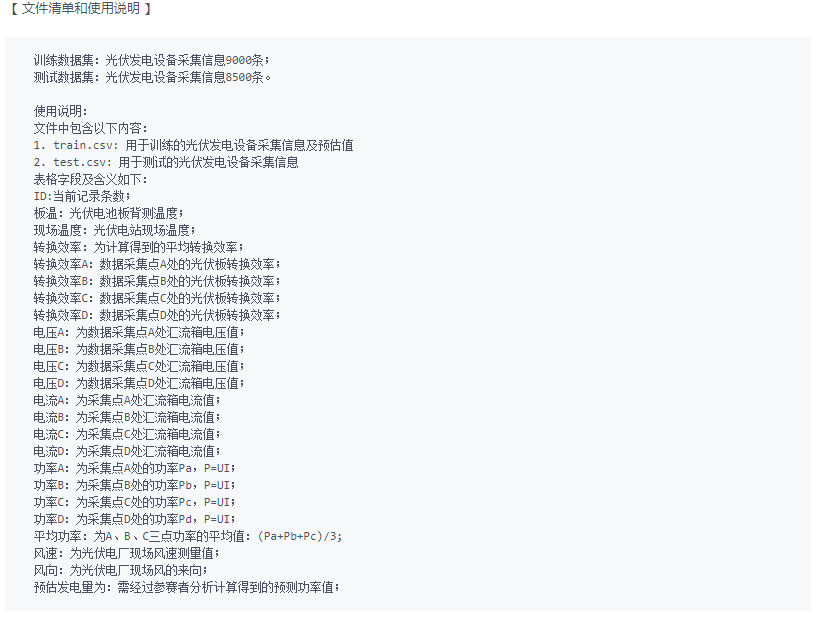 【 文件清单和使用说明 】
训练数据集：光伏发电设备采集信息9000条；
测试数据集：光伏发电设备采集信息8500条。
使用说明：
文件中包含以下内容：
1. train.csv: 用于训练的光伏发电设备采集信息及预估值
2. test.csv: 用于测试的光伏发电设备采集信息
表格字段及含义如下：
ID:当前记录条数；
板温：光伏电池板背测温度；
现场温度：光伏电站现场温度；
转换效率：为计算得到的平均转换效率；
转换效率A：数据采集点A处的光伏板转换效率；
转换效率B：数据采集点B处的光伏板转换效率；
转换效率C：数据采集点C处的光伏板转换效率；
转换效率D：数据采集点D处的光伏板转换效率；
电压A：为数据采集点A处汇流箱电压值；
电压B：为数据采集点B处汇流箱电压值；
电压C：为数据采集点C处汇流箱电压值；
电压D：为数据采集点D处汇流箱电压值；
电流A：为采集点A处汇流箱电流值；
电流B：为采集点B处汇流箱电流值；
电流C：为采集点C处汇流箱电流值；
电流D：为采集点D处汇流箱电流值；
功率A：为采集点A处的功率Pa，P=UI；
功率B：为采集点B处的功率Pb，P=UI；
功率C：为采集点C处的功率Pc，P=UI；
功率D：为采集点D处的功率Pd，P=UI；
平均功率：为A、B、C三点功率的平均值：(Pa+Pb+Pc)/3;
风速：为光伏电厂现场风速测量值；
风向：为光伏电厂现场风的来向；
预估发电量为：需经过参赛者分析计算得到的预测功率值；